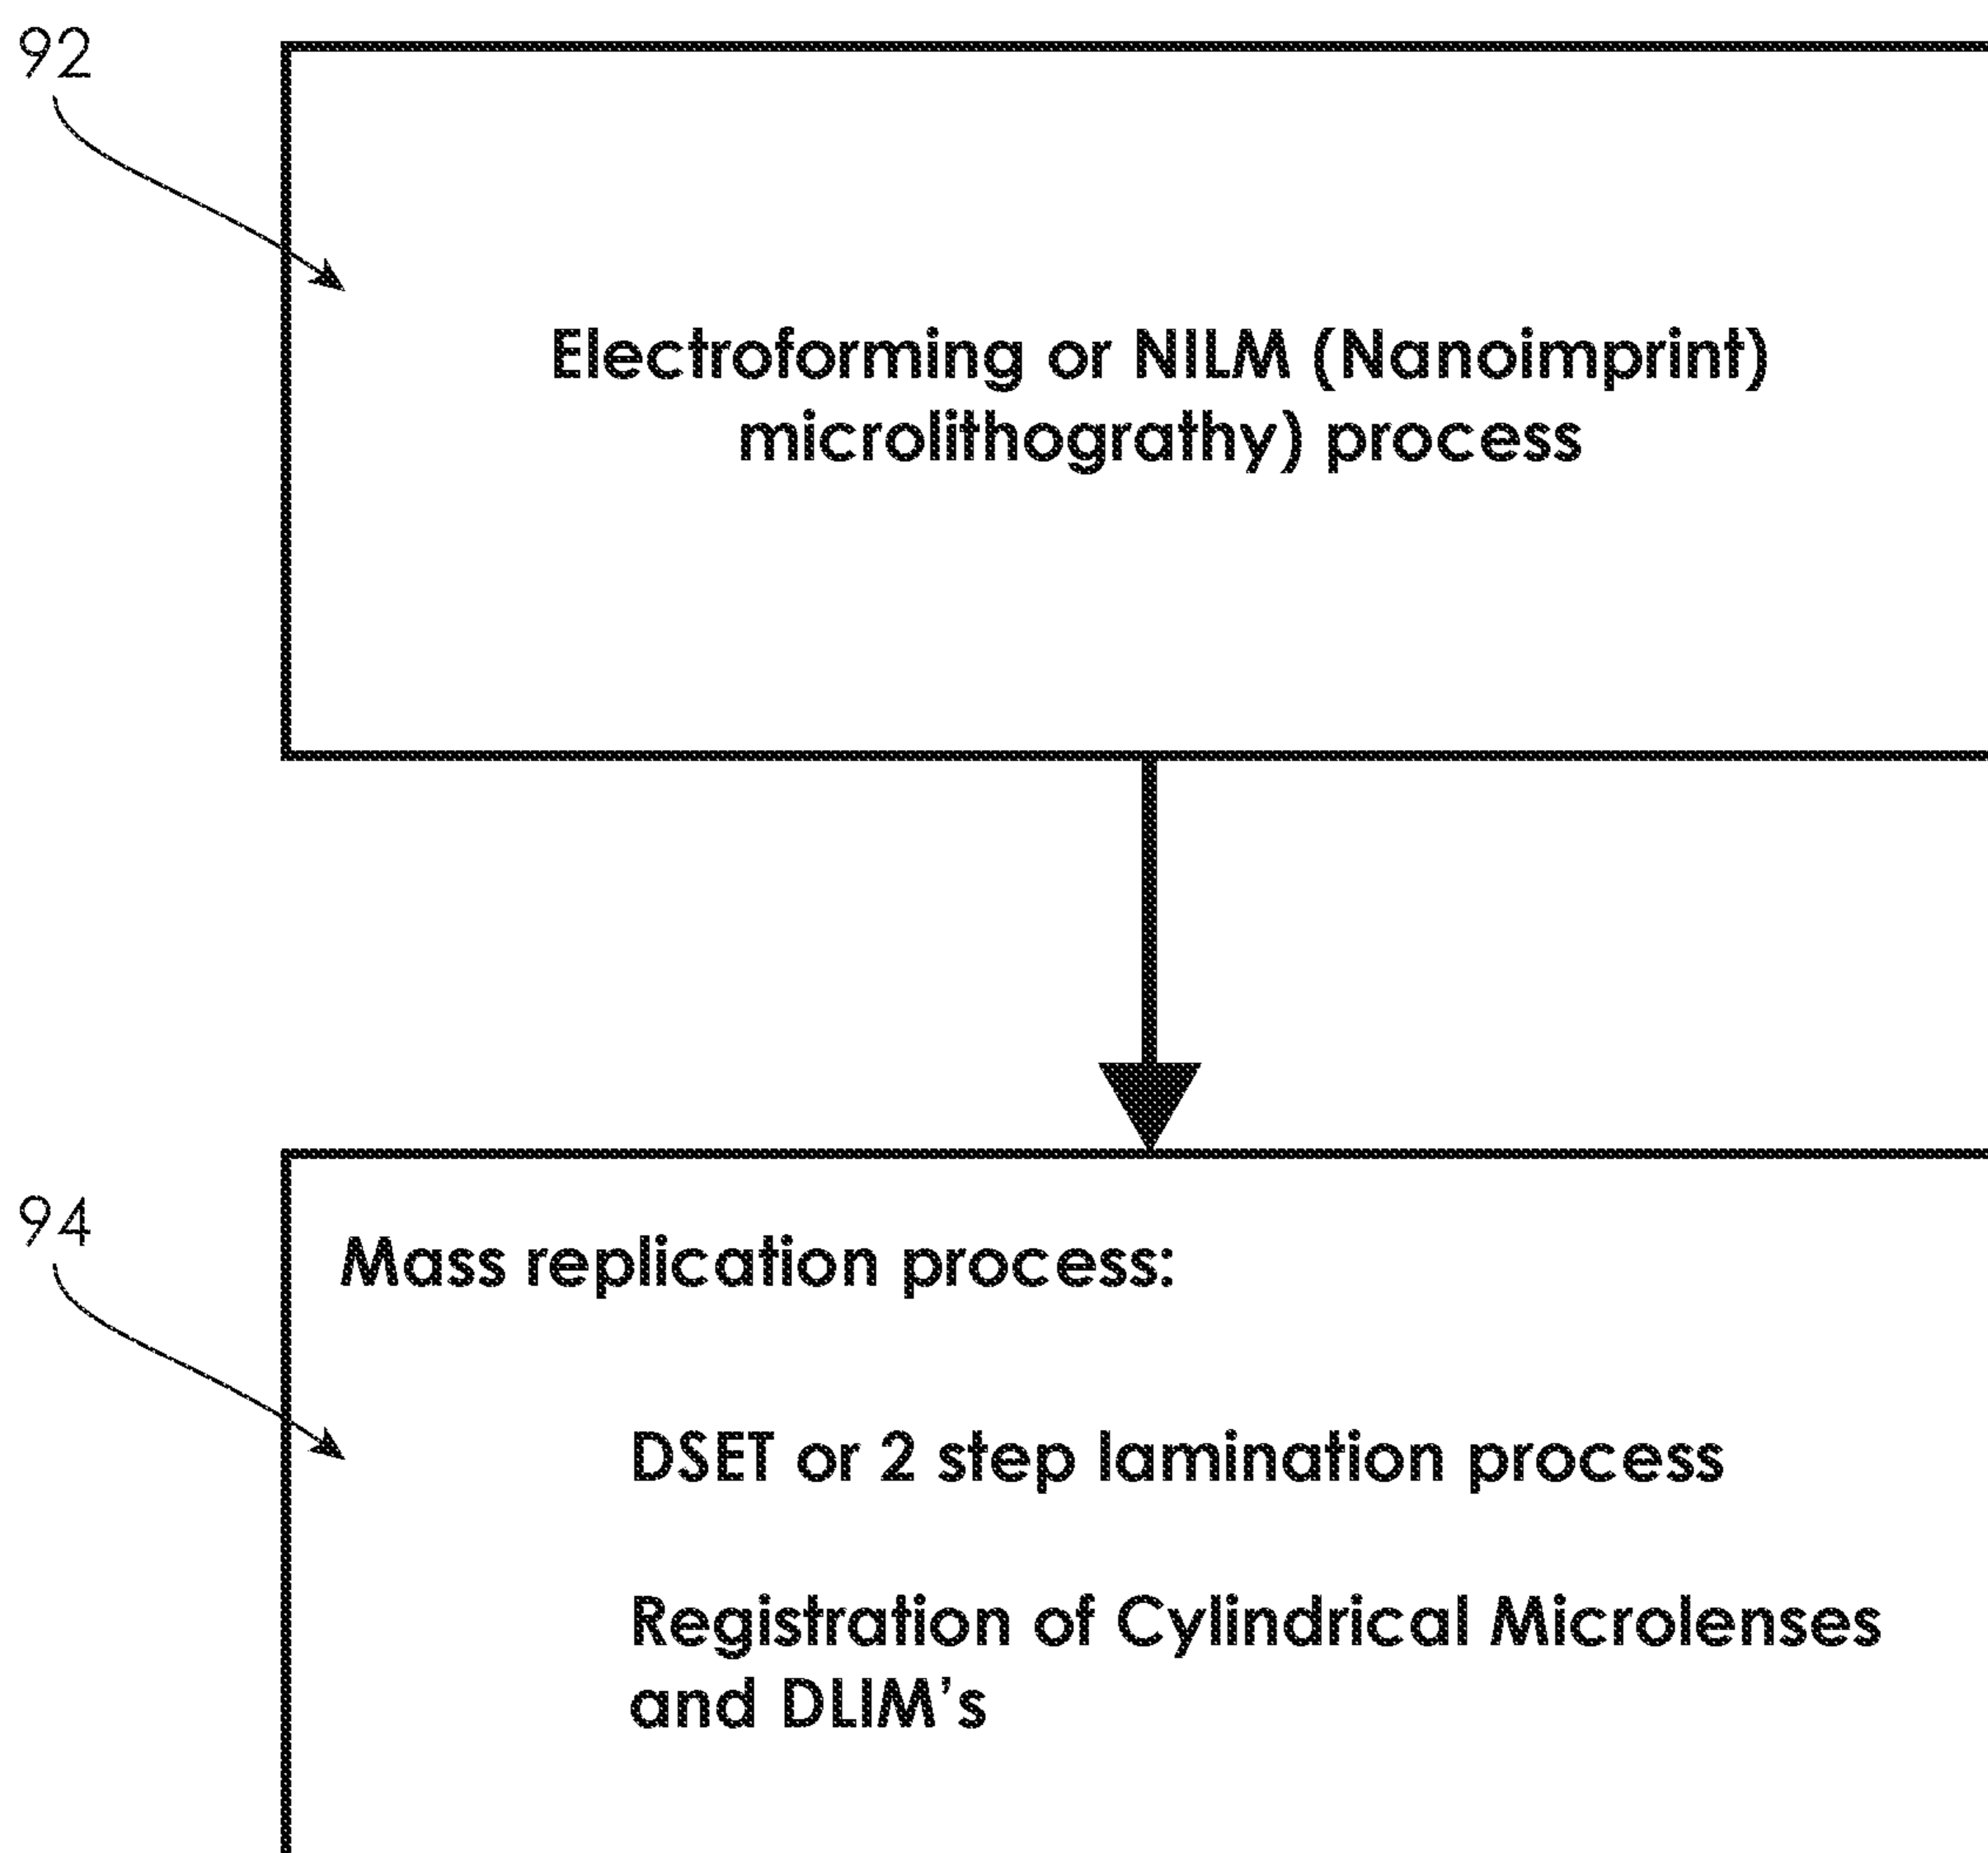 92
Electroforming or NILM (Nanoimprint)
microlithograthy) process
94
Mass replication process:
DSET or 2 step lamination process
Registration of Cylindrical Microlenses
and DLIM’s